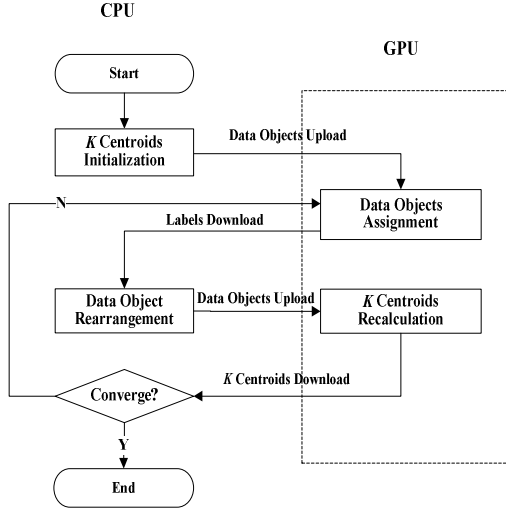 CPU
GPU
Start
K Centroids
Initialization
Data Objects Upload
N
Data Objects
Assignment
Labels Download
Data Object
Rearrangement
Data Objects Upload
K Centroids
Recalculation
K Centroids Download
Converge?
Y
End